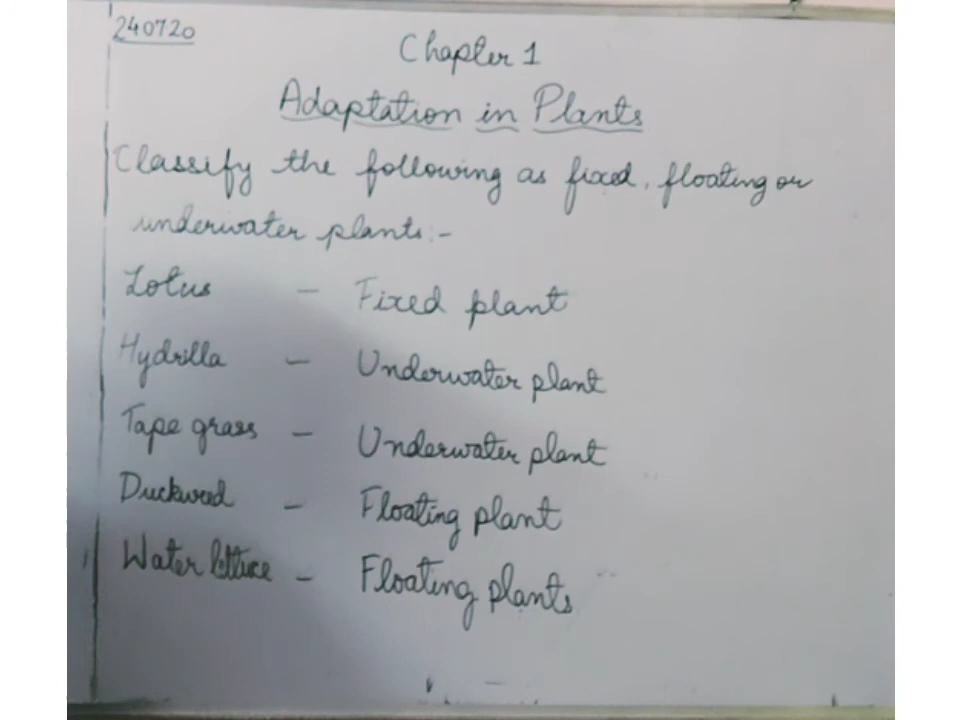 240720
Chapter 1
Adaptation in Plants
Classify the following as fixed, floating or
underwater plants:-
Lotus - Fixed plant
Hydrilla - Underwater plant
Tape grass - Underwater plant
Duckweed - Floating plant
Water lettuce - Floating plants